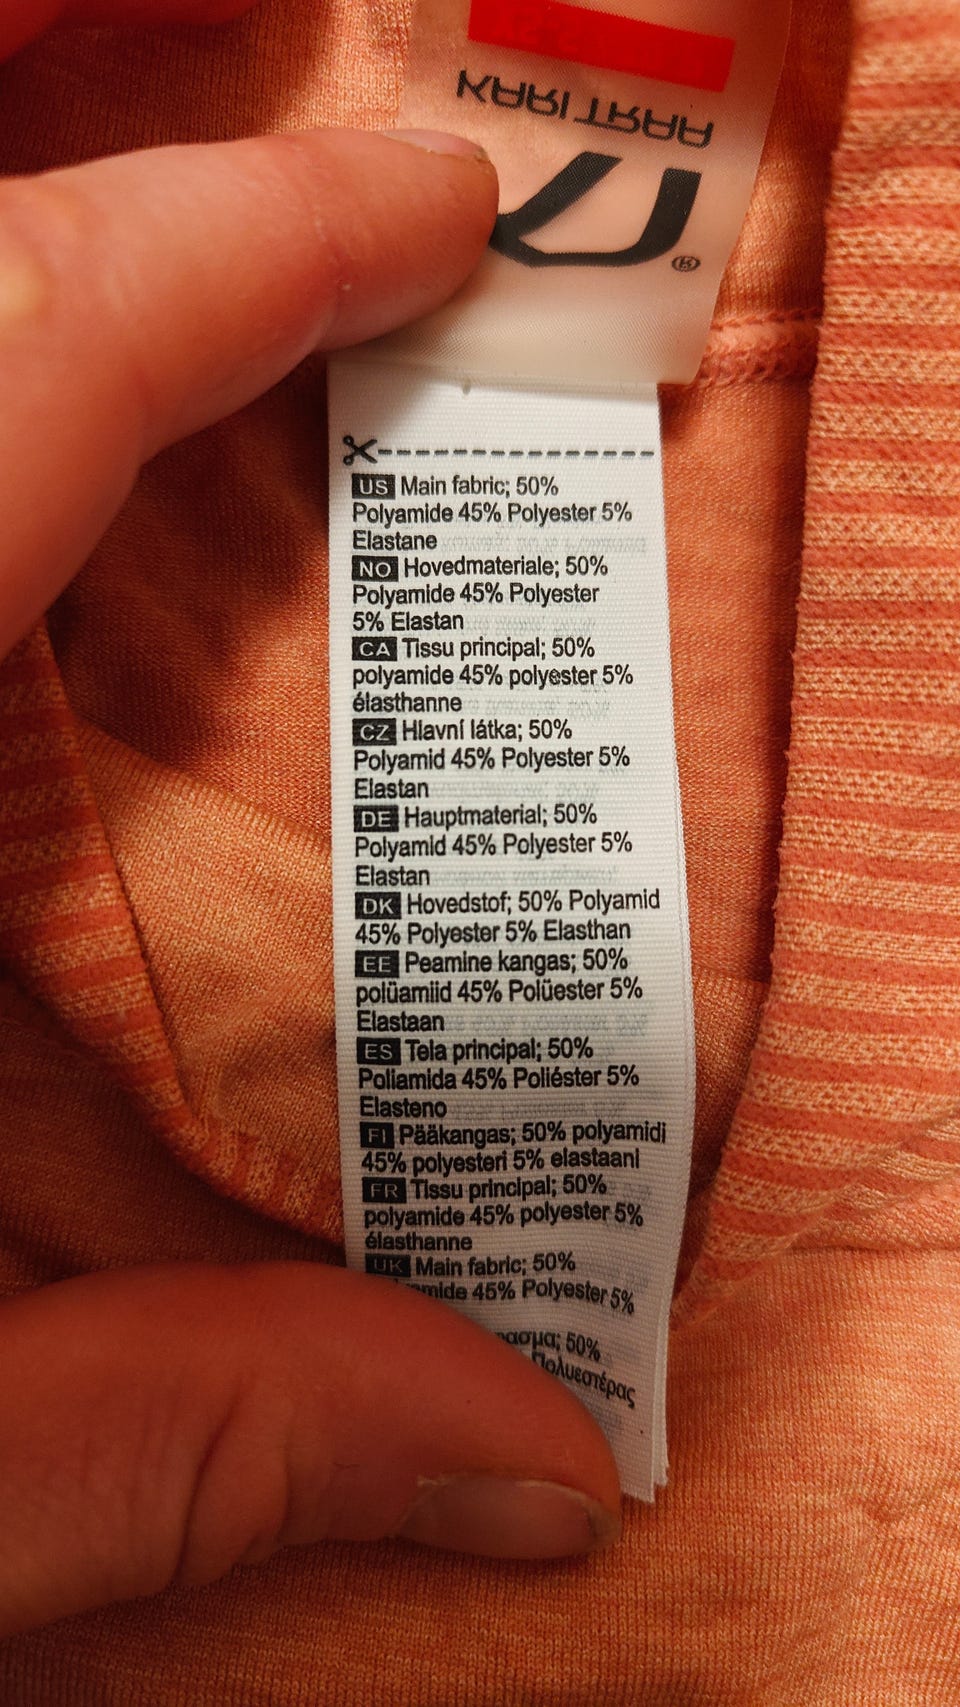 KARI TRAA
®
US Main fabric; 50%
Polyamide 45% Polyester 5%
Elastane
NO Hovedmateriale; 50%
Polyamide 45% Polyester
5% Elastan
CA Tissu principal; 50%
polyamide 45% polyester 5%
élasthanne
CZ Hlavní látka; 50%
Polyamid 45% Polyester 5%
Elastan
DE Hauptmaterial; 50%
Polyamid 45% Polyester 5%
Elastan
DK Hovedstof; 50% Polyamid
45% Polyester 5% Elasthan
EE Peamine kangas; 50%
polüamiid 45% Polüester 5%
Elastaan
ES Tela principal; 50%
Poliamida 45% Poliéster 5%
Elasteno
FI Pääkangas; 50% polyamidi
45% polyesteri 5% elastaani
FR Tissu principal; 50%
polyamide 45% polyester 5%
élasthanne
UK Main fabric; 50%
45% Polyester 5%
50%
Πολυεστέρας